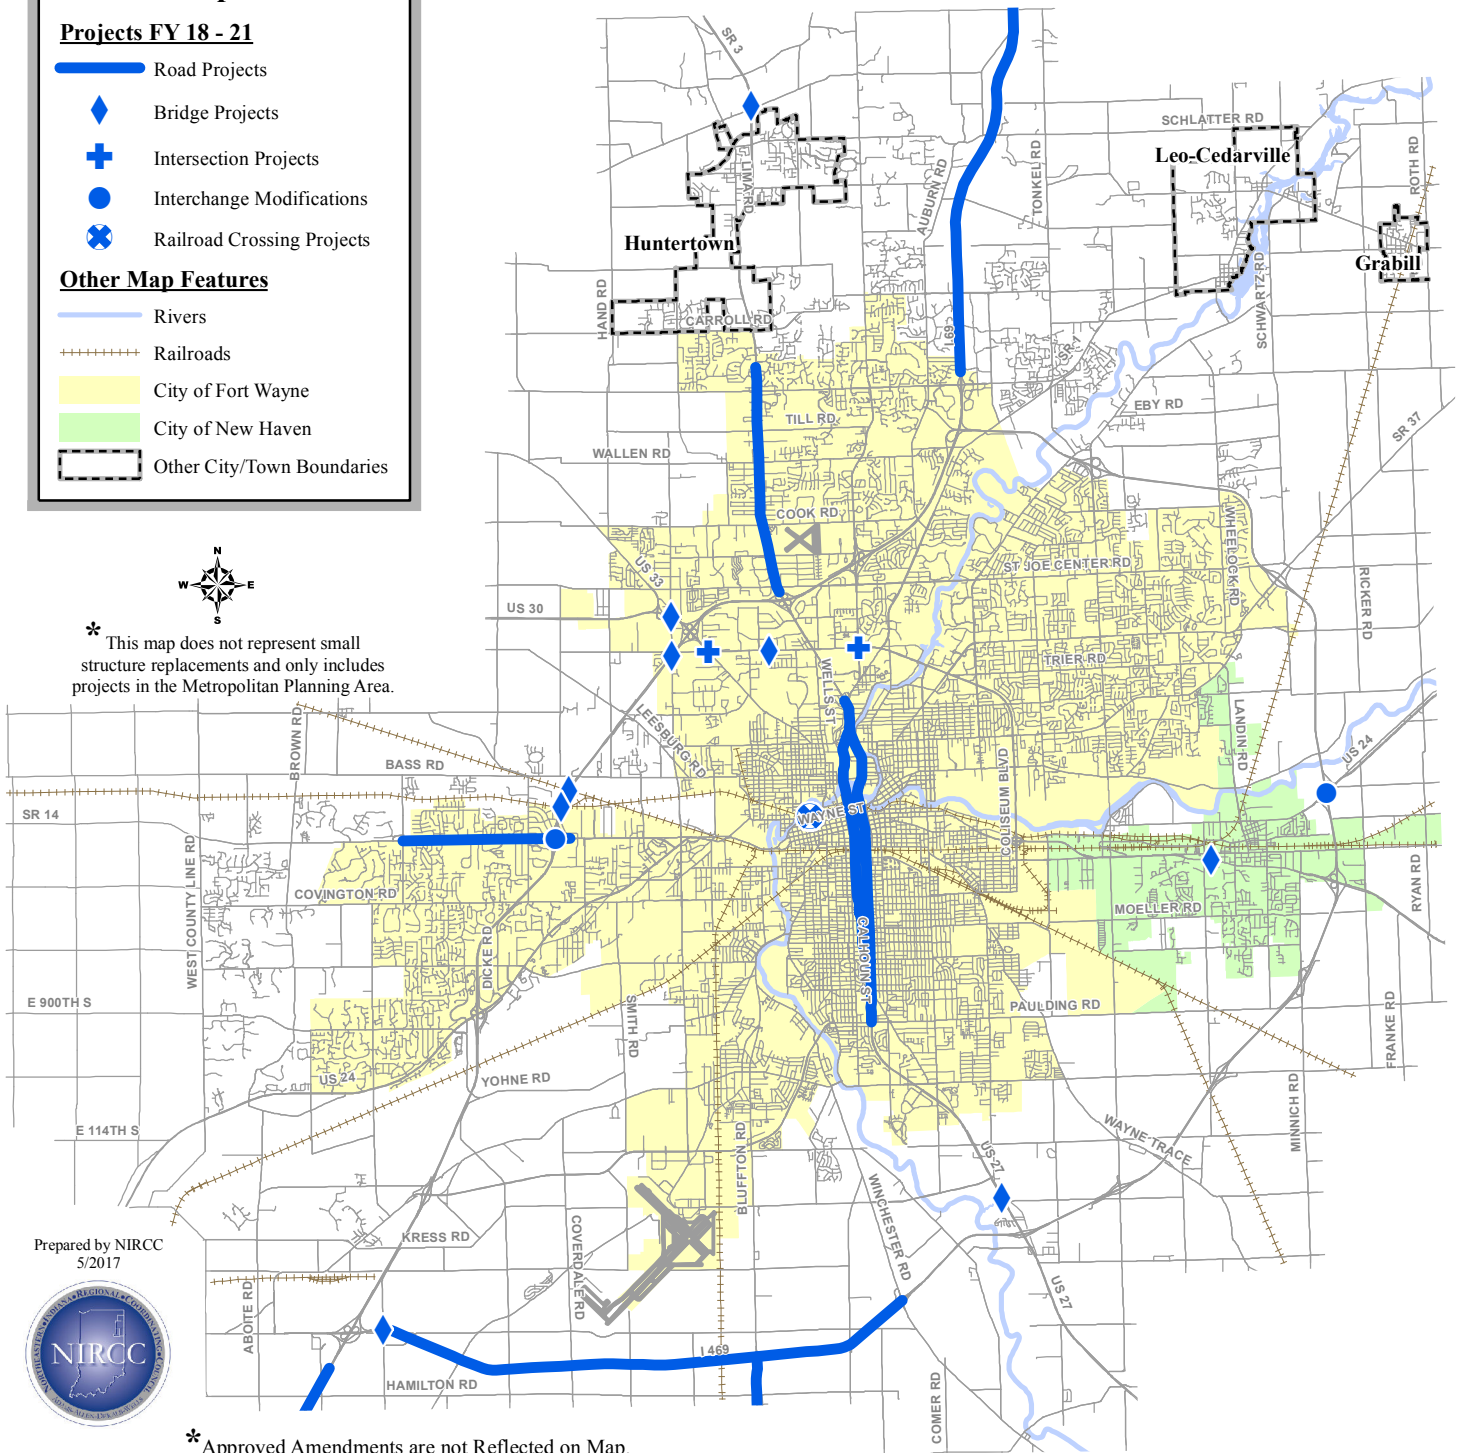 Projects FY 18 - 21
Road Projects
Bridge Projects
Intersection Projects
Interchange Modifications
Railroad Crossing Projects
Other Map Features
Rivers
Railroads
City of Fort Wayne
City of New Haven
Other City/Town Boundaries
N
W E
S
* This map does not represent small
structure replacements and only includes
projects in the Metropolitan Planning Area.
SR 3
SCHLATTER RD
Leo-Cedarville
ROTH RD
LIMA RD
AUBURN RD
TONKEL RD
Huntertown
Grabill
HAND RD
CARROLL RD
I 69
SR 1
SCHWARTZ RD
EBY RD
SR 37
TILL RD
WALLEN RD
COOK RD
WHEELOCK RD
US 33
ST JOE CENTER RD
RICKER RD
US 30
TRIER RD
WELLS ST
LEESBURG RD
LANDIN RD
BROWN RD
BASS RD
US 24
COLISEUM BLVD
SR 14
WAYNE ST
WEST COUNTY LINE RD
COVINGTON RD
RYAN RD
MOELLER RD
CALHOUN ST
DICKE RD
E 900TH S
SMITH RD
PAULDING RD
FRANKE RD
US 24
YOHNE RD
MINNICH RD
E 114TH S
BLUFFTON RD
WAYNE TRACE
US 27
WINCHESTER RD
KRESS RD
COVERDALE RD
US 27
ABOITE RD
I 469
HAMILTON RD
COMER RD
Prepared by NIRCC
5/2017
NORTHEASTERN • INDIANA • REGIONAL • COORDINATING • COUNCIL
NIRCC
*Approved Amendments are not Reflected on Map.